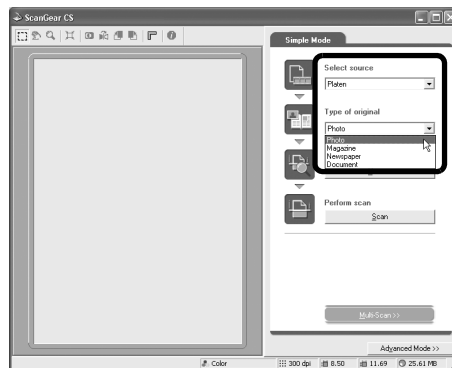 ScanGear CS
Simple Mode
Select source
Platen
Type of original
Photo
Photo
Magazine
Newspaper
Document
Perform scan
Scan
Multi-Scan >>
Advanced Mode >>
Color
300 dpi
8.50
11.69
25.61 MB